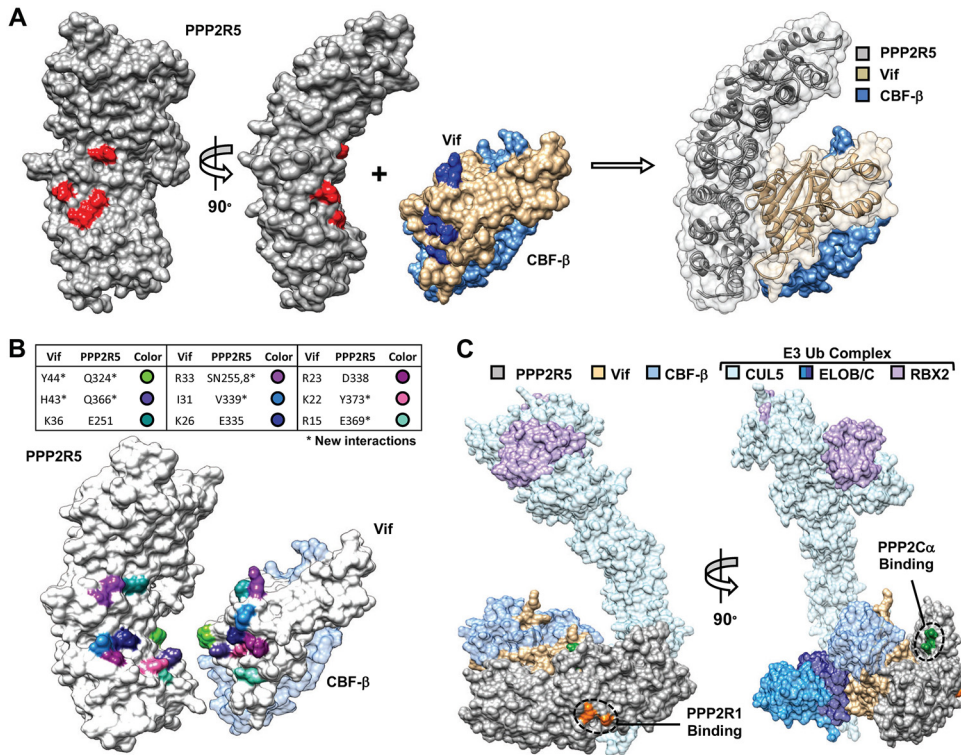 A
PPP2R5
90°
+
Vif
CBF-β
PPP2R5
Vif
CBF-β
B
Vif PPP2R5 Color Vif PPP2R5 Color Vif PPP2R5 Color
Y44* Q324* R33 SN255,8* R23 D338
H43* Q366* I31 V339* K22 Y373*
K36 E251 K26 E335 R15 E369*
* New interactions
PPP2R5
Vif
CBF-β
C
E3 Ub Complex
PPP2R5 Vif CBF-β CUL5 ELOB/C RBX2
90°
PPP2Cα
Binding
PPP2R1
Binding